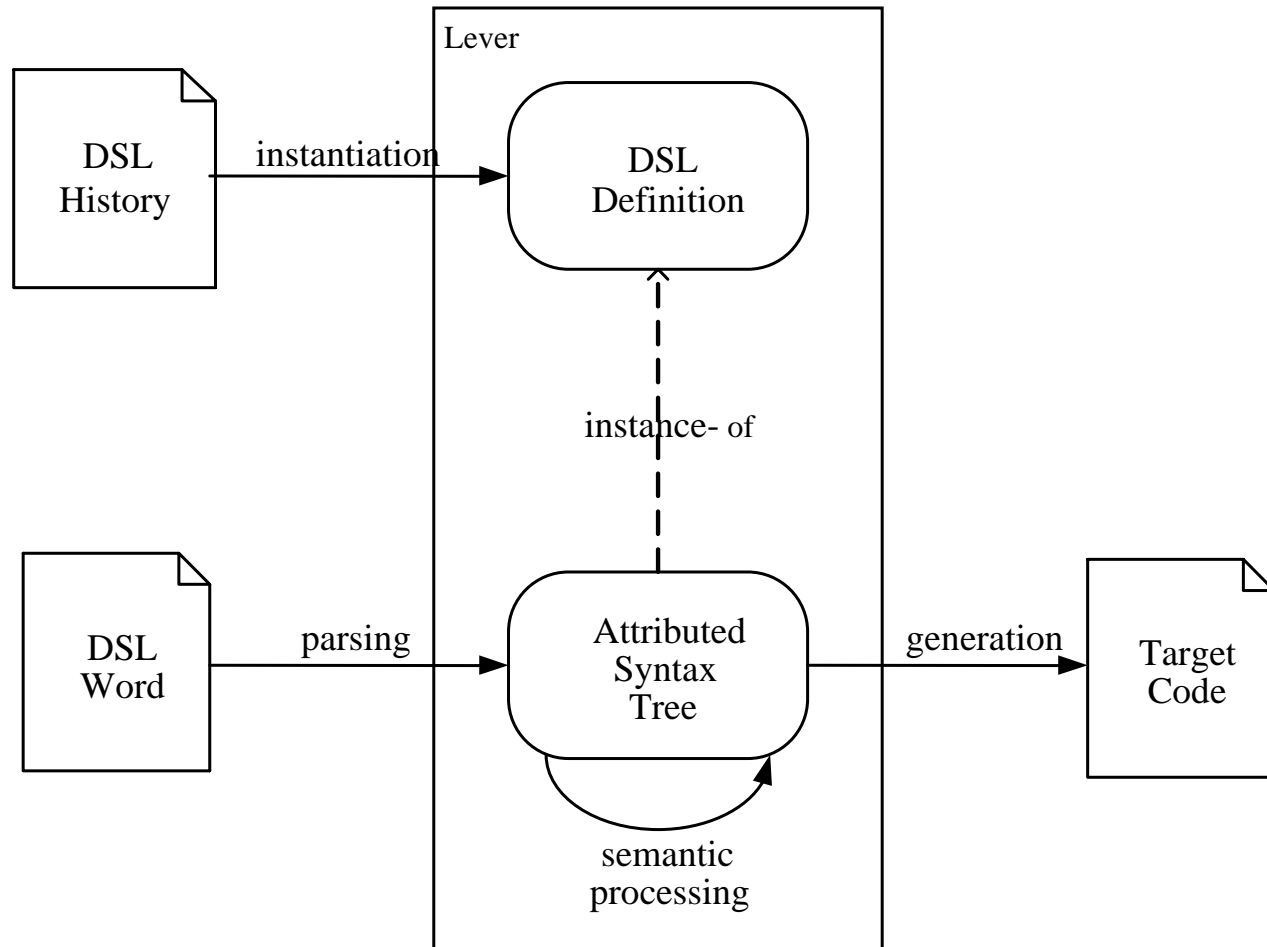 Lever
DSL
History
instantiation
DSL
Definition
instance- of
DSL
Word
parsing
Attributed
Syntax
Tree
generation
Target
Code
semantic
processing